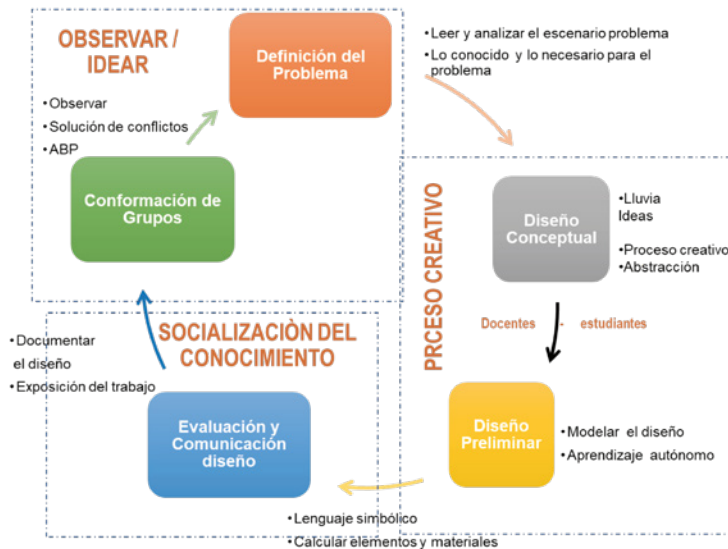 OBSERVAR /
IDEAR
Definición del
Problema
•Leer y analizar el escenario problema
•Lo conocido y lo necesario para el
problema
•Observar
•Solución de conflictos
•ABP
Conformación de
Grupos
PRCESO CREATIVO
Diseño
Conceptual
•Lluvia
Ideas
•Proceso creativo
•Abstracción
Docentes - estudiantes
Diseño
Preliminar
•Modelar el diseño
•Aprendizaje autónomo
SOCIALIZACIÒN DEL
CONOCIMIENTO
•Documentar
el diseño
•Exposición del trabajo
Evaluación y
Comunicación
diseño
•Lenguaje simbólico
•Calcular elementos y materiales